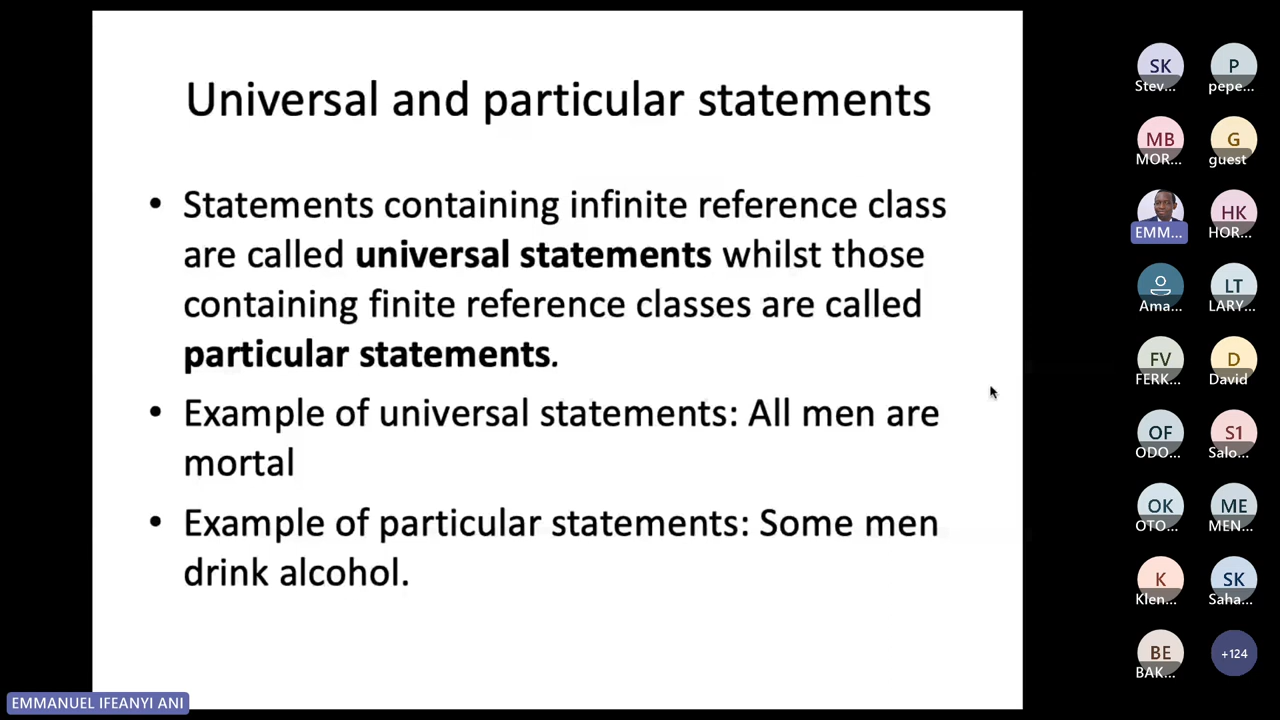 Universal and particular statements
• Statements containing infinite reference class
are called universal statements whilst those
containing finite reference classes are called
particular statements.
• Example of universal statements: All men are
mortal
• Example of particular statements: Some men
drink alcohol.
SK
Stev...
P
pepe...
MB
MOR...
G
guest
EMM...
HK
HOR...
Ama...
LT
LARY...
FV
FERK...
D
David
OF
ODO...
S1
Salo...
OK
OTO...
ME
MEN...
K
Klen...
SK
Saha...
BE
BAK...
+124
EMMANUEL IFEANYI ANI